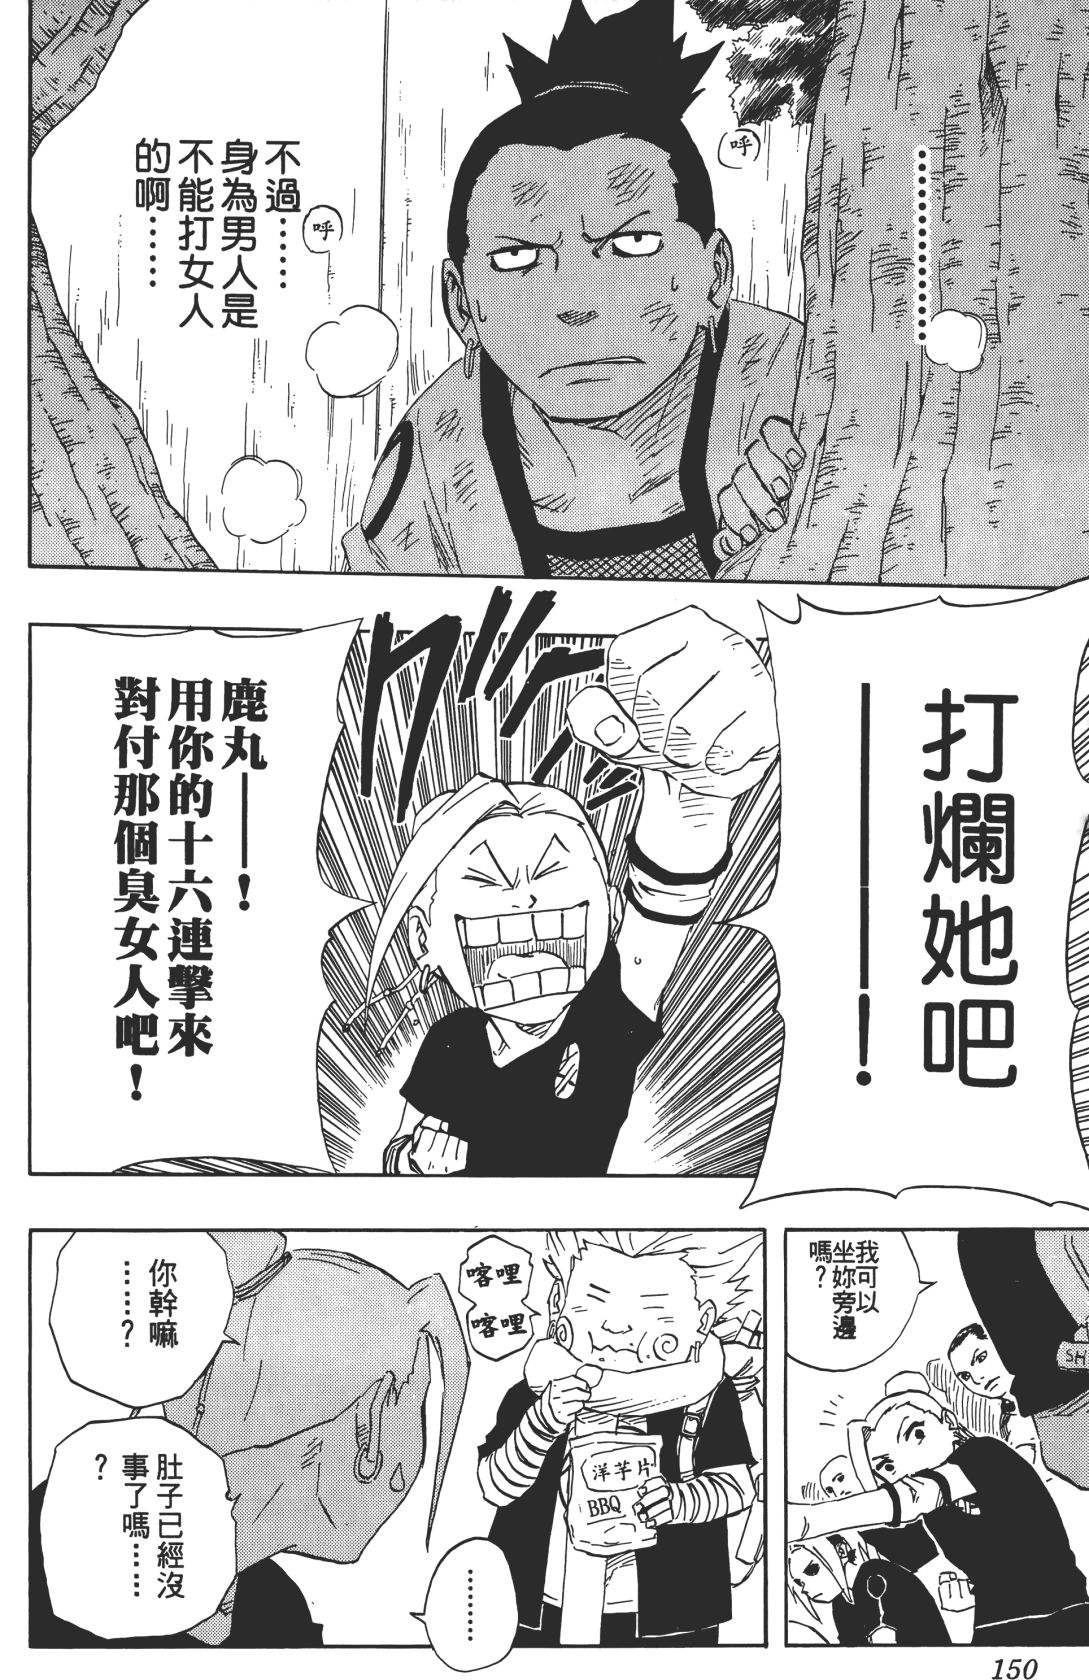 …………
呼
不過……
身為男人是
不能打女人
的啊……
呼
打爛她吧
——！
鹿丸——！
用你的十六連擊來
對付那個臭女人吧！
我可以
坐妳旁邊
嗎？
SH
喀哩
喀哩
洋芋片
BBQ
………
你幹嘛
……？
肚子已經沒
事了嗎……
？
150